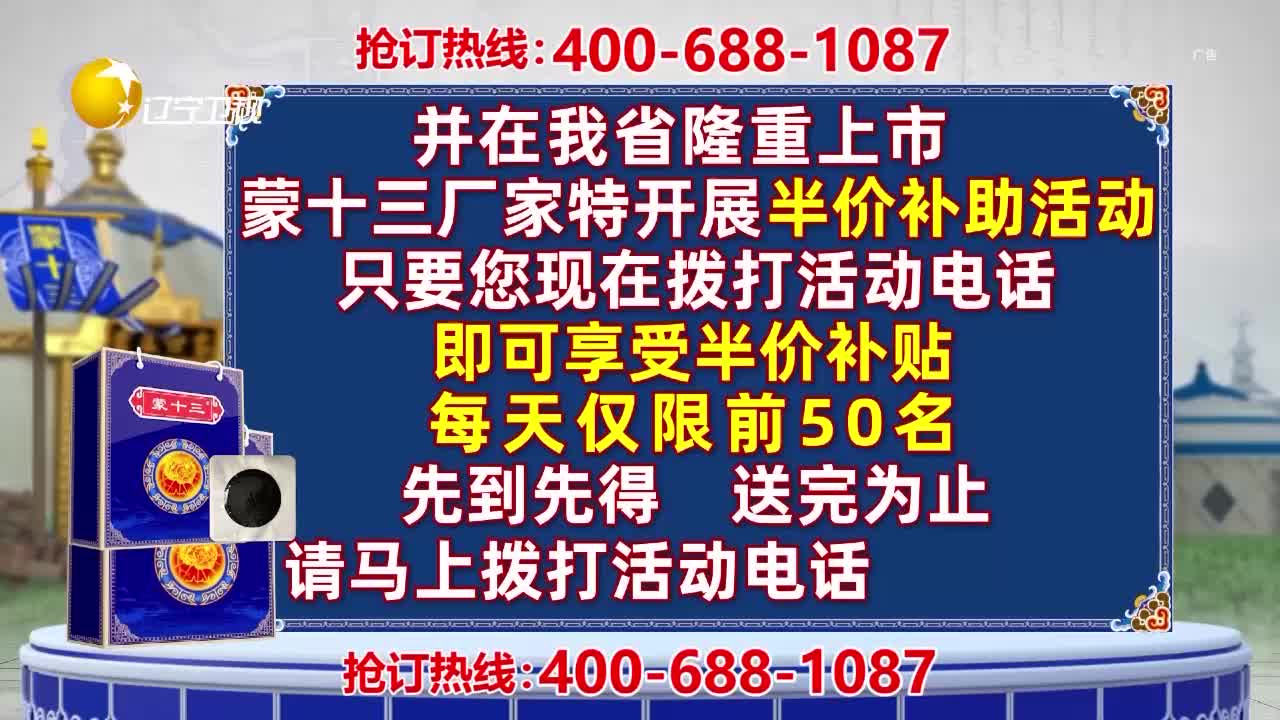 抢订热线：400-688-1087
广告
辽宁卫视
并在我省隆重上市
蒙十三厂家特开展半价补助活动
只要您现在拨打活动电话
即可享受半价补贴
每天仅限前50名
先到先得 送完为止
请马上拨打活动电话
蒙十
蒙十三
抢订热线：400-688-1087